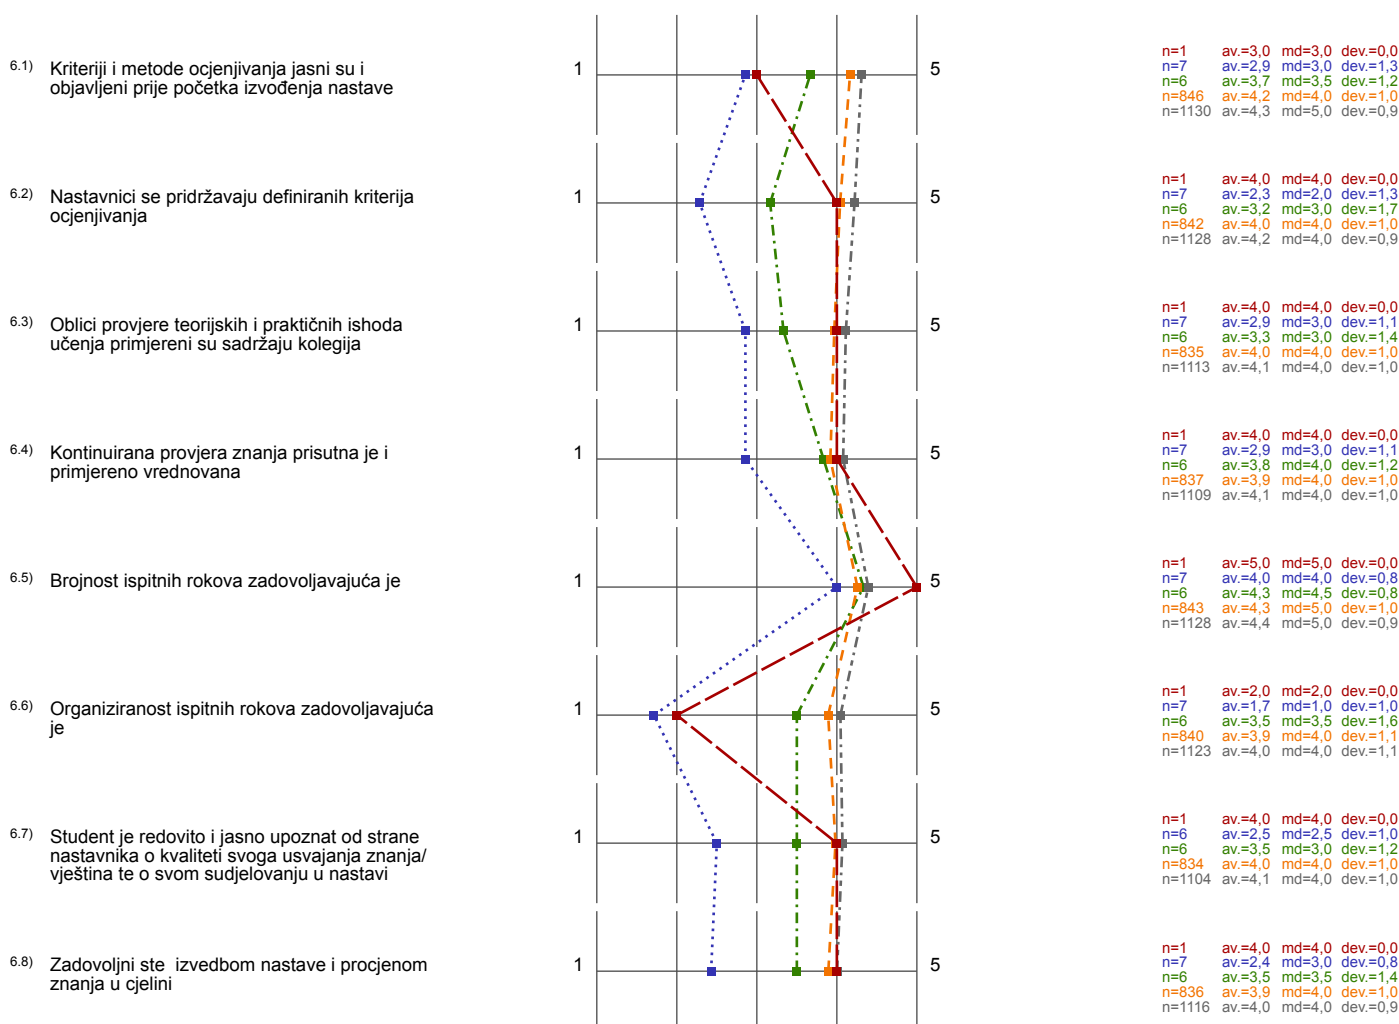 6.1) Kriteriji i metode ocjenjivanja jasni su i
objavljeni prije početka izvođenja nastave
1
5
n=1 av.=3,0 md=3,0 dev.=0,0
n=7 av.=2,9 md=3,0 dev.=1,3
n=6 av.=3,7 md=3,5 dev.=1,2
n=846 av.=4,2 md=4,0 dev.=1,0
n=1130 av.=4,3 md=5,0 dev.=0,9
6.2) Nastavnici se pridržavaju definiranih kriterija
ocjenjivanja
1
5
n=1 av.=4,0 md=4,0 dev.=0,0
n=7 av.=2,3 md=2,0 dev.=1,3
n=6 av.=3,2 md=3,0 dev.=1,7
n=842 av.=4,0 md=4,0 dev.=1,0
n=1128 av.=4,2 md=4,0 dev.=0,9
6.3) Oblici provjere teorijskih i praktičnih ishoda
učenja primjereni su sadržaju kolegija
1
5
n=1 av.=4,0 md=4,0 dev.=0,0
n=7 av.=2,9 md=3,0 dev.=1,1
n=6 av.=3,3 md=3,0 dev.=1,4
n=835 av.=4,0 md=4,0 dev.=1,0
n=1113 av.=4,1 md=4,0 dev.=1,0
6.4) Kontinuirana provjera znanja prisutna je i
primjereno vrednovana
1
5
n=1 av.=4,0 md=4,0 dev.=0,0
n=7 av.=2,9 md=3,0 dev.=1,1
n=6 av.=3,8 md=4,0 dev.=1,2
n=837 av.=3,9 md=4,0 dev.=1,0
n=1109 av.=4,1 md=4,0 dev.=1,0
6.5) Brojnost ispitnih rokova zadovoljavajuća je
1
5
n=1 av.=5,0 md=5,0 dev.=0,0
n=7 av.=4,0 md=4,0 dev.=0,8
n=6 av.=4,3 md=4,5 dev.=0,8
n=843 av.=4,3 md=5,0 dev.=1,0
n=1128 av.=4,4 md=5,0 dev.=0,9
6.6) Organiziranost ispitnih rokova zadovoljavajuća
je
1
5
n=1 av.=2,0 md=2,0 dev.=0,0
n=7 av.=1,7 md=1,0 dev.=1,0
n=6 av.=3,5 md=3,5 dev.=1,6
n=840 av.=3,9 md=4,0 dev.=1,1
n=1123 av.=4,0 md=4,0 dev.=1,1
6.7) Student je redovito i jasno upoznat od strane
nastavnika o kvaliteti svoga usvajanja znanja/
vještina te o svom sudjelovanju u nastavi
1
5
n=1 av.=4,0 md=4,0 dev.=0,0
n=6 av.=2,5 md=2,5 dev.=1,0
n=6 av.=3,5 md=3,0 dev.=1,2
n=834 av.=4,0 md=4,0 dev.=1,0
n=1104 av.=4,1 md=4,0 dev.=1,0
6.8) Zadovoljni ste izvedbom nastave i procjenom
znanja u cjelini
1
5
n=1 av.=4,0 md=4,0 dev.=0,0
n=7 av.=2,4 md=3,0 dev.=0,8
n=6 av.=3,5 md=3,5 dev.=1,4
n=836 av.=3,9 md=4,0 dev.=1,0
n=1116 av.=4,0 md=4,0 dev.=0,9